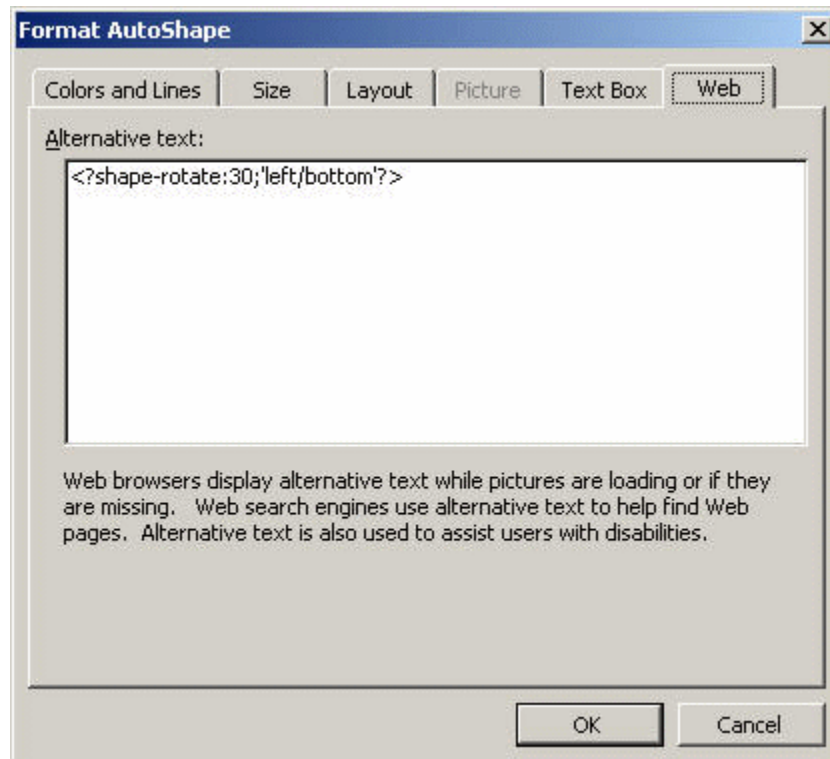 Format AutoShape
Colors and Lines Size Layout Picture Text Box Web
Alternative text:
<?shape-rotate:30;'left/bottom'?>
Web browsers display alternative text while pictures are loading or if they
are missing. Web search engines use alternative text to help find Web
pages. Alternative text is also used to assist users with disabilities.
OK Cancel